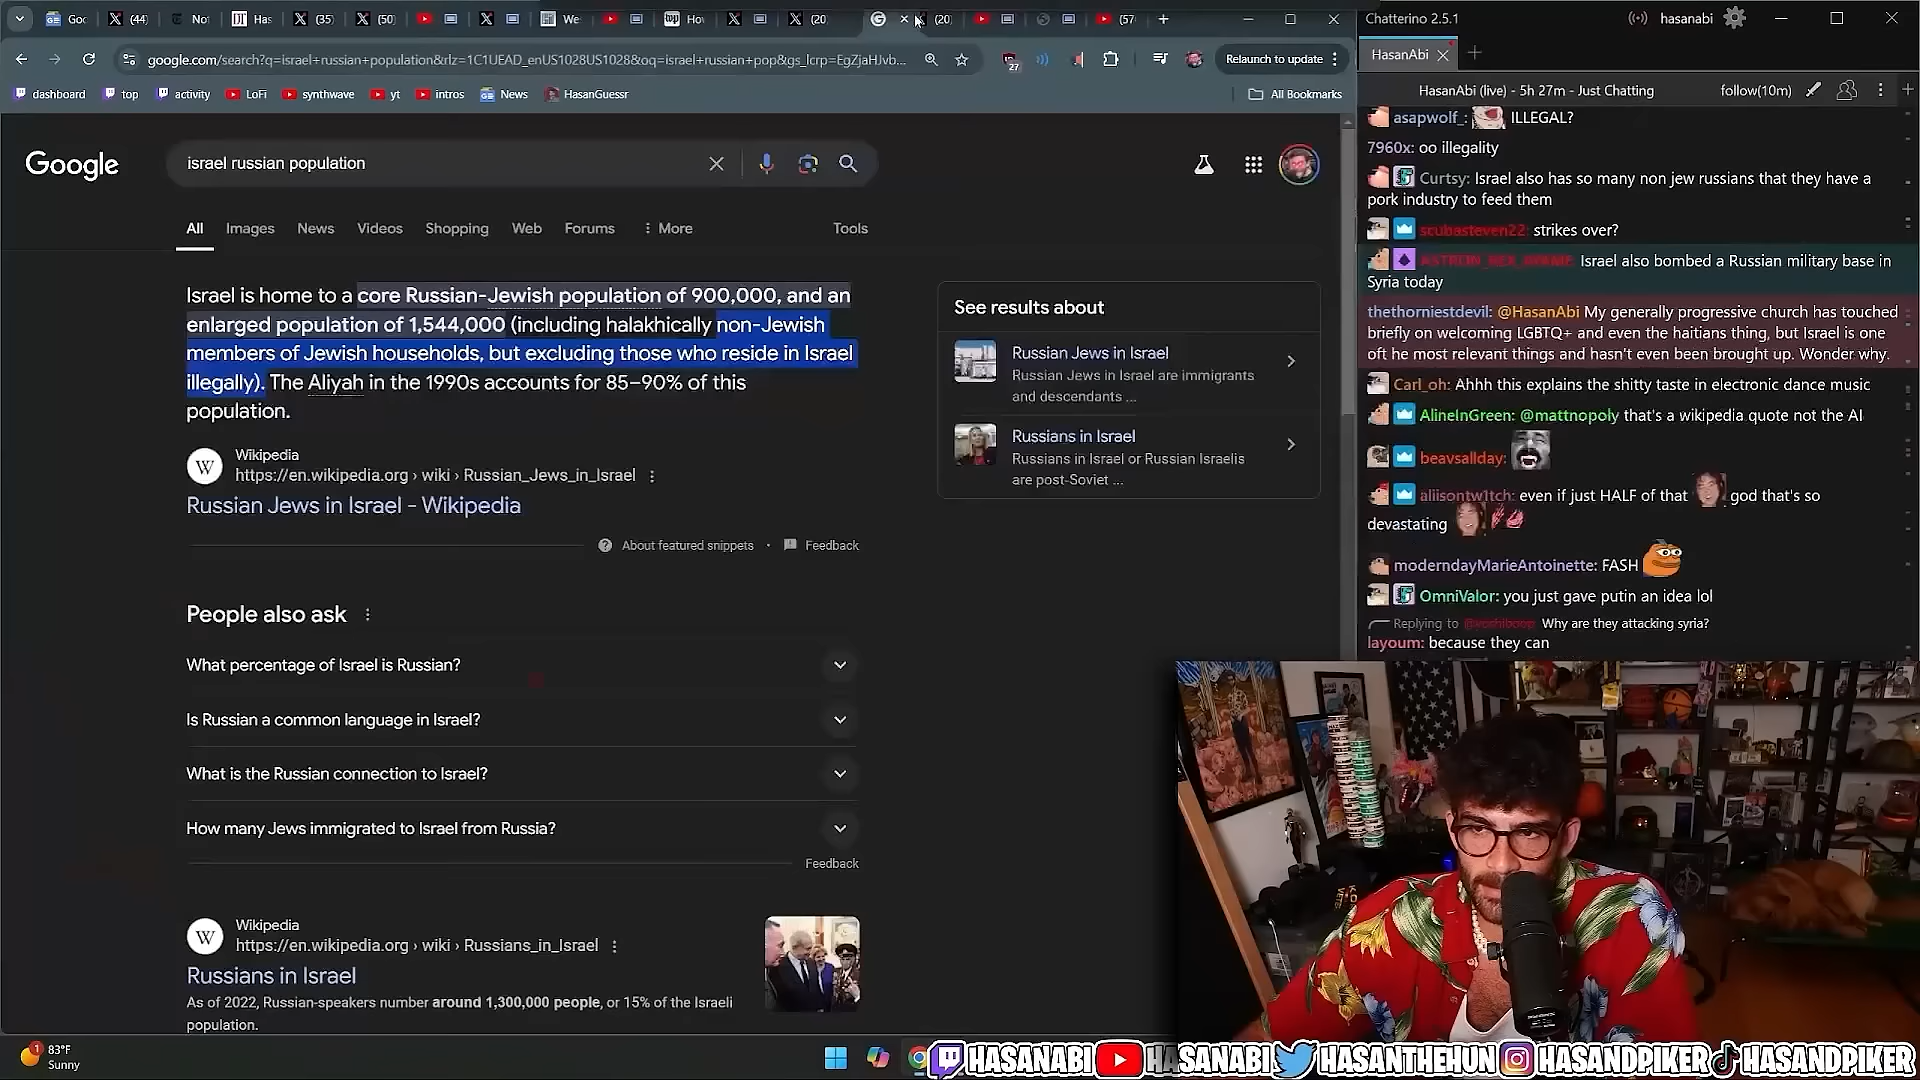 Goo
(44)
Not
Has
(35)
(50)
We
Hov
(20
(20)
(57
google.com/search?q=israel+russian+population&rlz=1C1UEAD_enUS1028US1028&oq=israel+russian+pop&gs_lcrp=EgZjaHJvb...
27
Relaunch to update
dashboard
top
activity
LoFi
synthwave
yt
intros
News
HasanGuessr
All Bookmarks
Google
israel russian population
All
Images
News
Videos
Shopping
Web
Forums
More
Tools
Israel is home to a core Russian-Jewish population of 900,000, and an
enlarged population of 1,544,000 (including halakhically non-Jewish
members of Jewish households, but excluding those who reside in Israel
illegally). The Aliyah in the 1990s accounts for 85–90% of this
population.
W
Wikipedia
https://en.wikipedia.org › wiki › Russian_Jews_in_Israel
Russian Jews in Israel - Wikipedia
About featured snippets · Feedback
See results about
Russian Jews in Israel
Russian Jews in Israel are immigrants
and descendants ...
Russians in Israel
Russians in Israel or Russian Israelis
are post-Soviet ...
People also ask
What percentage of Israel is Russian?
Is Russian a common language in Israel?
What is the Russian connection to Israel?
How many Jews immigrated to Israel from Russia?
Feedback
W
Wikipedia
https://en.wikipedia.org › wiki › Russians_in_Israel
Russians in Israel
As of 2022, Russian-speakers number around 1,300,000 people, or 15% of the Israeli
population.
1
83°F
Sunny
Chatterino 2.5.1
hasanabi
HasanAbi
HasanAbi (live) - 5h 27m - Just Chatting
follow(10m)
asapwolf_: ILLEGAL?
7960x: oo illegality
Curtsy: Israel also has so many non jew russians that they have a
pork industry to feed them
scubasteven22: strikes over?
Israel also bombed a Russian military base in
Syria today
thethorniestdevil: @HasanAbi My generally progressive church has touched
briefly on welcoming LGBTQ+ and even the haitians thing, but Israel is one
oft he most relevant things and hasn't even been brought up. Wonder why.
Carl_oh: Ahhh this explains the shitty taste in electronic dance music
AlineInGreen: @mattnopoly that's a wikipedia quote not the AI
beavsallday:
aliisontw1tch: even if just HALF of that god that's so
devastating
moderndayMarieAntoinette: FASH
OmniValor: you just gave putin an idea lol
Replying to Why are they attacking syria?
layoum: because they can
HASANABI
HASANABI
HASANTHEHUN
HASANDPIKER
HASANDPIKER